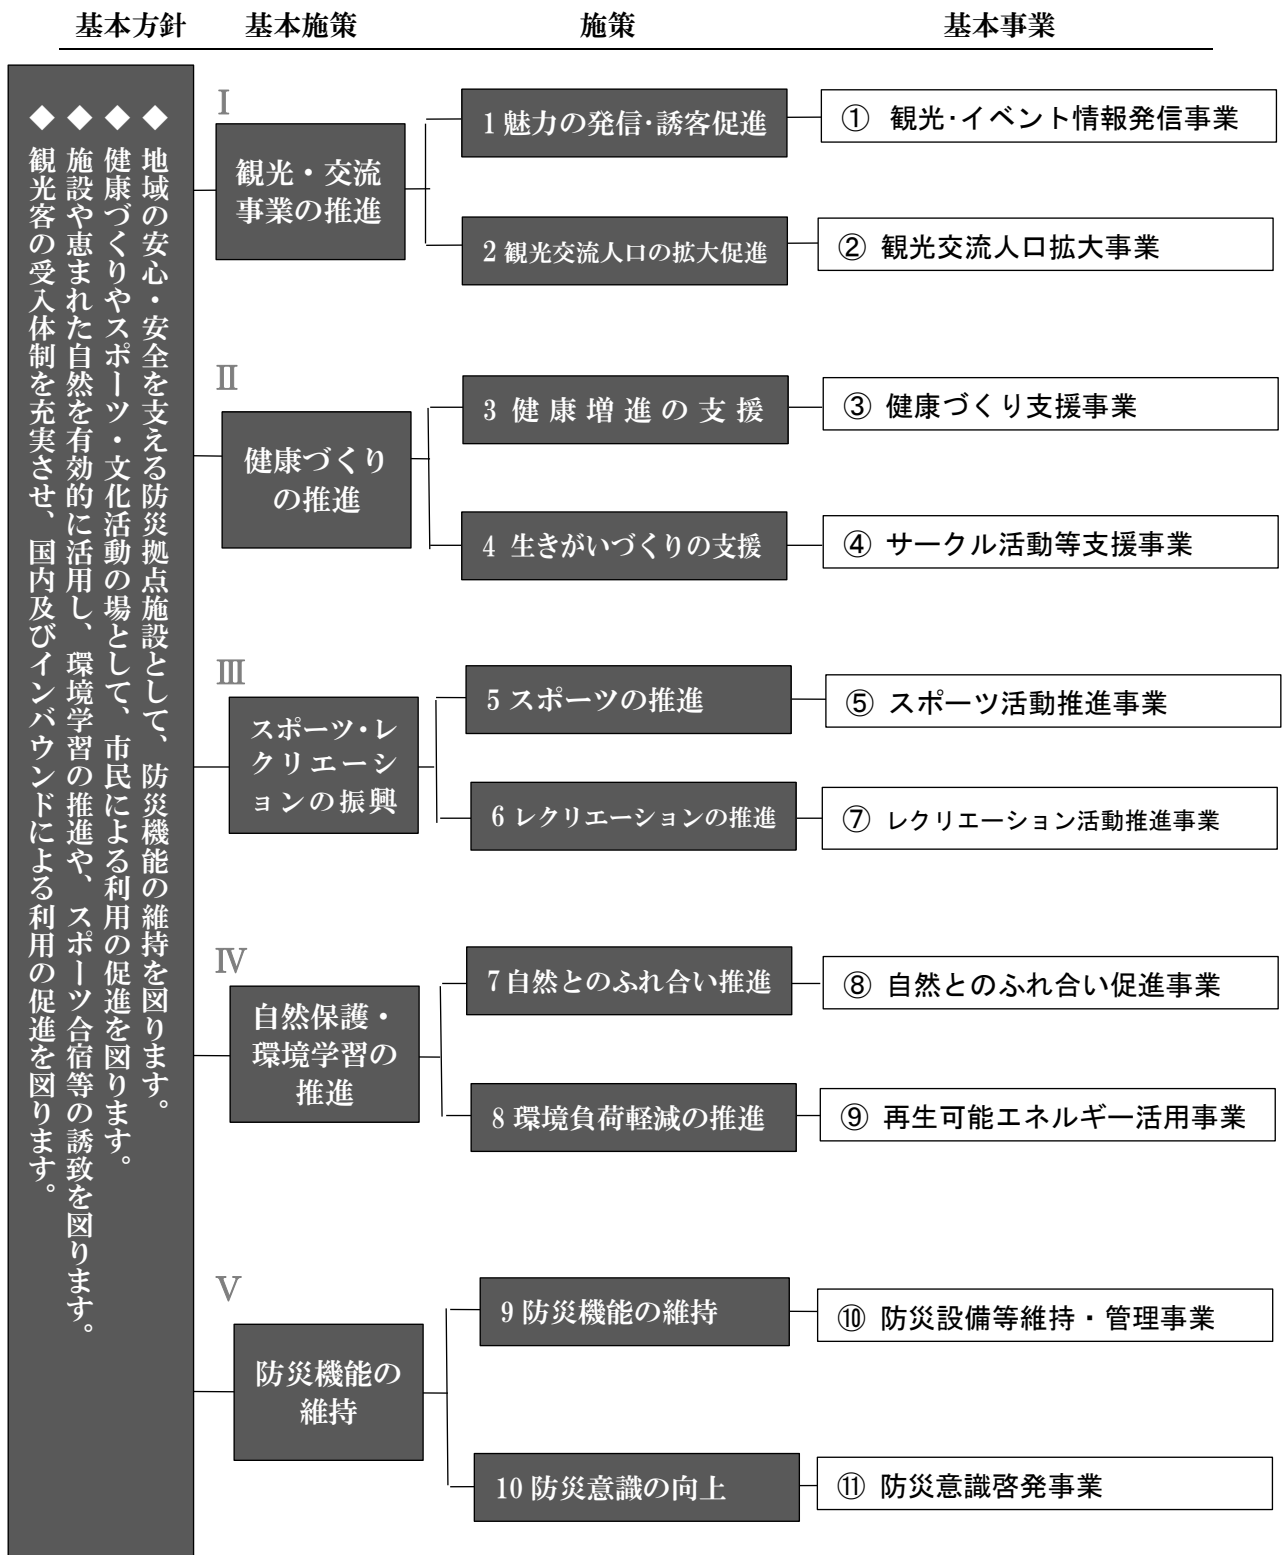 基本方針 基本施策 施策 基本事業
◆ 地域の安心・安全を支える防災拠点施設として、防災機能の維持を図ります。
◆ 健康づくりやスポーツ・文化活動の場として、市民による利用の促進を図ります。
◆ 施設や恵まれた自然を有効的に活用し、環境学習の推進や、スポーツ合宿等の誘致を図ります。
◆ 観光客の受入体制を充実させ、国内及びインバウンドによる利用の促進を図ります。
Ⅰ
観光・交流
事業の推進
1 魅力の発信・誘客促進
① 観光・イベント情報発信事業
2 観光交流人口の拡大促進
② 観光交流人口拡大事業
Ⅱ
健康づくり
の推進
3 健康増進の支援
③ 健康づくり支援事業
4 生きがいづくりの支援
④ サークル活動等支援事業
Ⅲ
スポーツ・レ
クリエーシ
ョンの振興
5 スポーツの推進
⑤ スポーツ活動推進事業
6 レクリエーションの推進
⑦ レクリエーション活動推進事業
Ⅳ
自然保護・
環境学習の
推進
7 自然とのふれ合い推進
⑧ 自然とのふれ合い促進事業
8 環境負荷軽減の推進
⑨ 再生可能エネルギー活用事業
Ⅴ
防災機能の
維持
9 防災機能の維持
⑩ 防災設備等維持・管理事業
10 防災意識の向上
⑪ 防災意識啓発事業